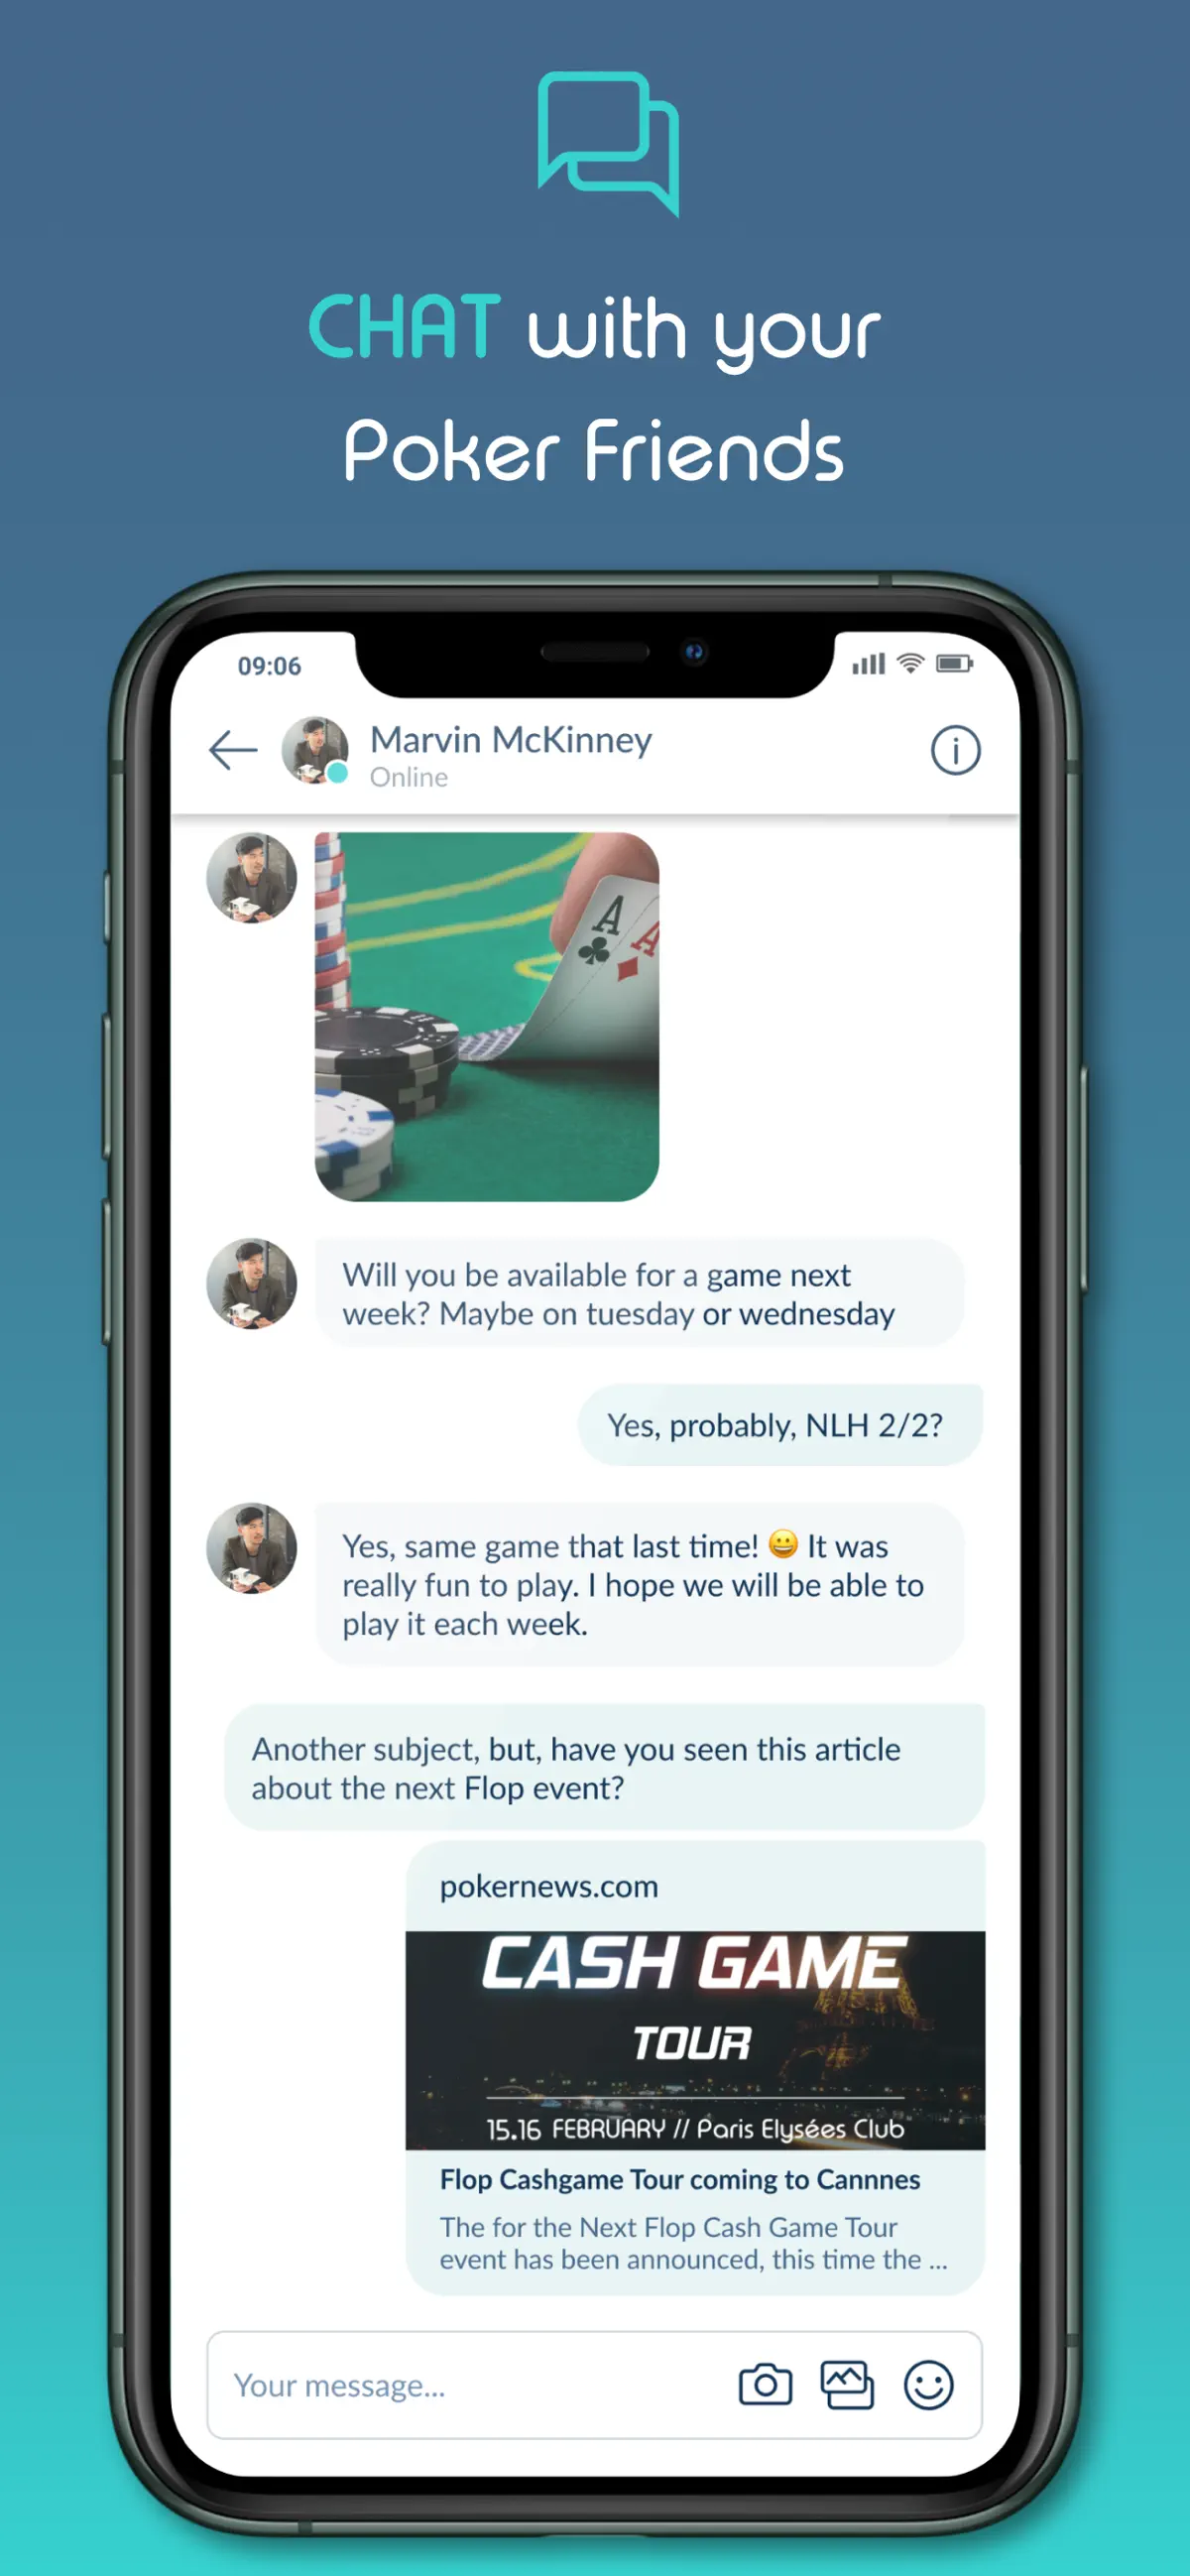 CHAT with your
Poker Friends
09:06
Marvin McKinney
Online
A
A
Will you be available for a game next
week? Maybe on tuesday or wednesday
Yes, probably, NLH 2/2?
Yes, same game that last time! 😀 It was
really fun to play. I hope we will be able to
play it each week.
Another subject, but, have you seen this article
about the next Flop event?
pokernews.com
CASH GAME
TOUR
15.16 FEBRUARY // Paris Elysées Club
Flop Cashgame Tour coming to Cannnes
The for the Next Flop Cash Game Tour
event has been announced, this time the ...
Your message...